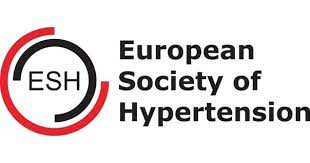 ESH
European
Society of
Hypertension